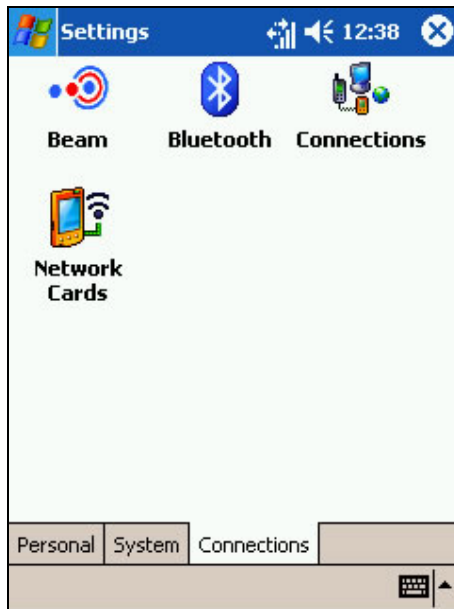 Settings 12:38
Beam Bluetooth Connections
Network
Cards
Personal System Connections